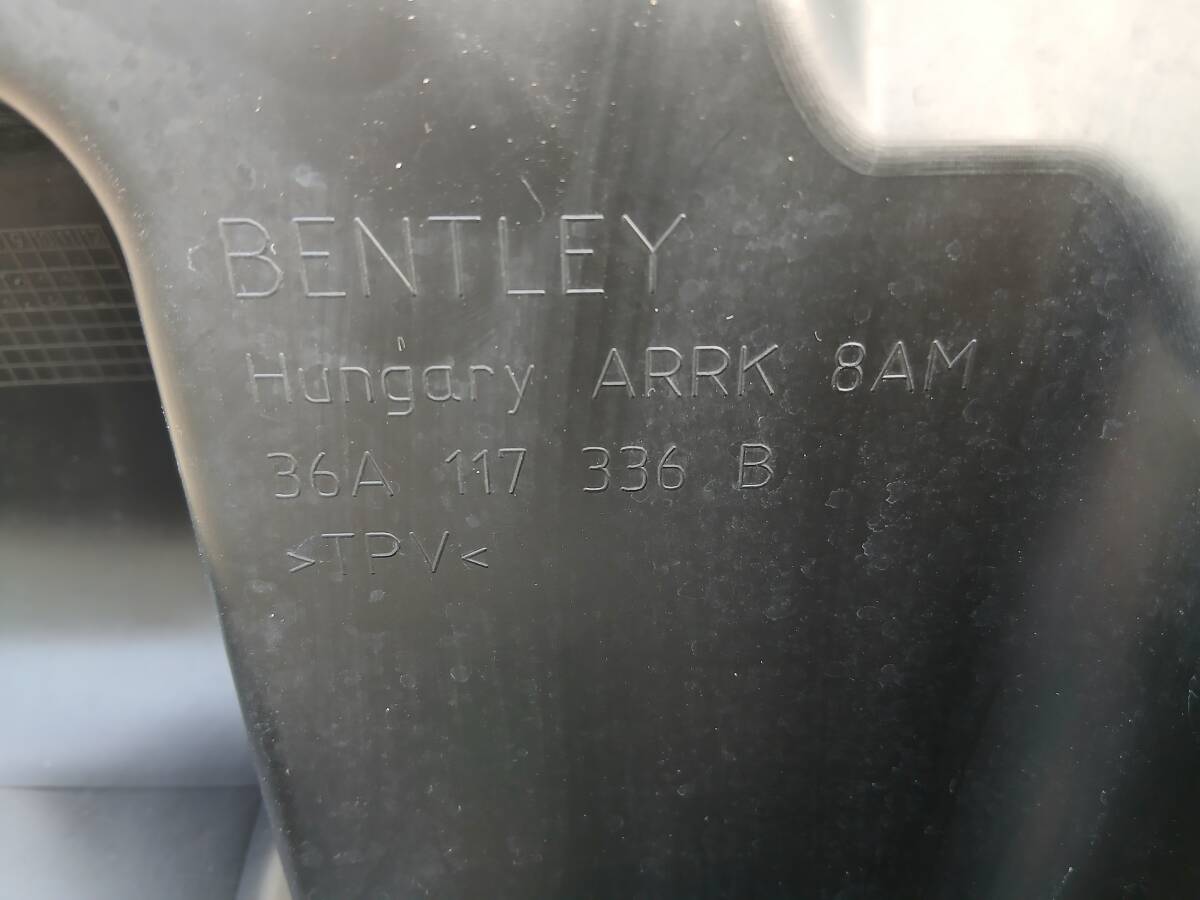 BENTLEY
Hungary ARRK 8AM
36A 117 336 B
>TPV<